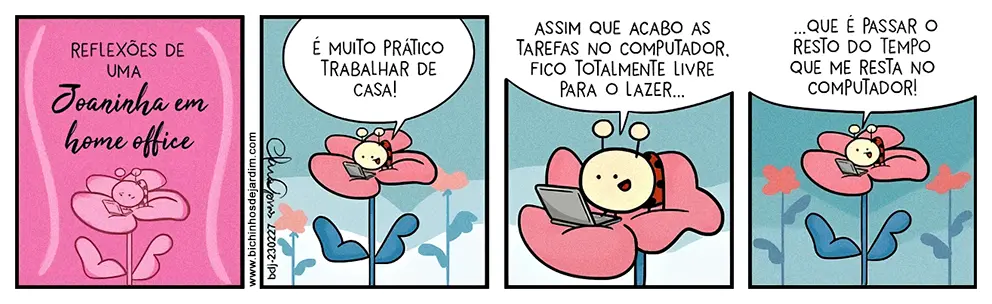 REFLEXÕES DE
UMA
Joaninha em
home office
É MUITO PRÁTICO
TRABALHAR DE
CASA!
www.bichinhosdejardim.com
bdj-230227
ASSIM QUE ACABO AS
TAREFAS NO COMPUTADOR,
FICO TOTALMENTE LIVRE
PARA O LAZER...
...QUE É PASSAR O
RESTO DO TEMPO
QUE ME RESTA NO
COMPUTADOR!